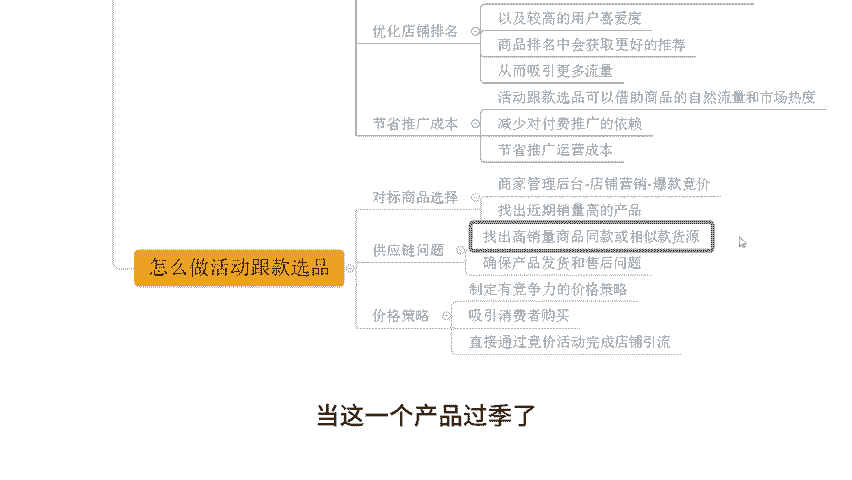 优化店铺排名
以及较高的用户喜爱度
商品排名中会获取更好的推荐
从而吸引更多流量
节省推广成本
活动跟款选品可以借助商品的自然流量和市场热度
减少对付费推广的依赖
节省推广运营成本
怎么做活动跟款选品
对标商品选择
商家管理后台-店铺营销-爆款竞价
找出近期销量高的产品
供应链问题
找出高销量商品同款或相似款货源
确保产品发货和售后问题
价格策略
制定有竞争力的价格策略
吸引消费者购买
直接通过竞价活动完成店铺引流
当这一个产品过季了